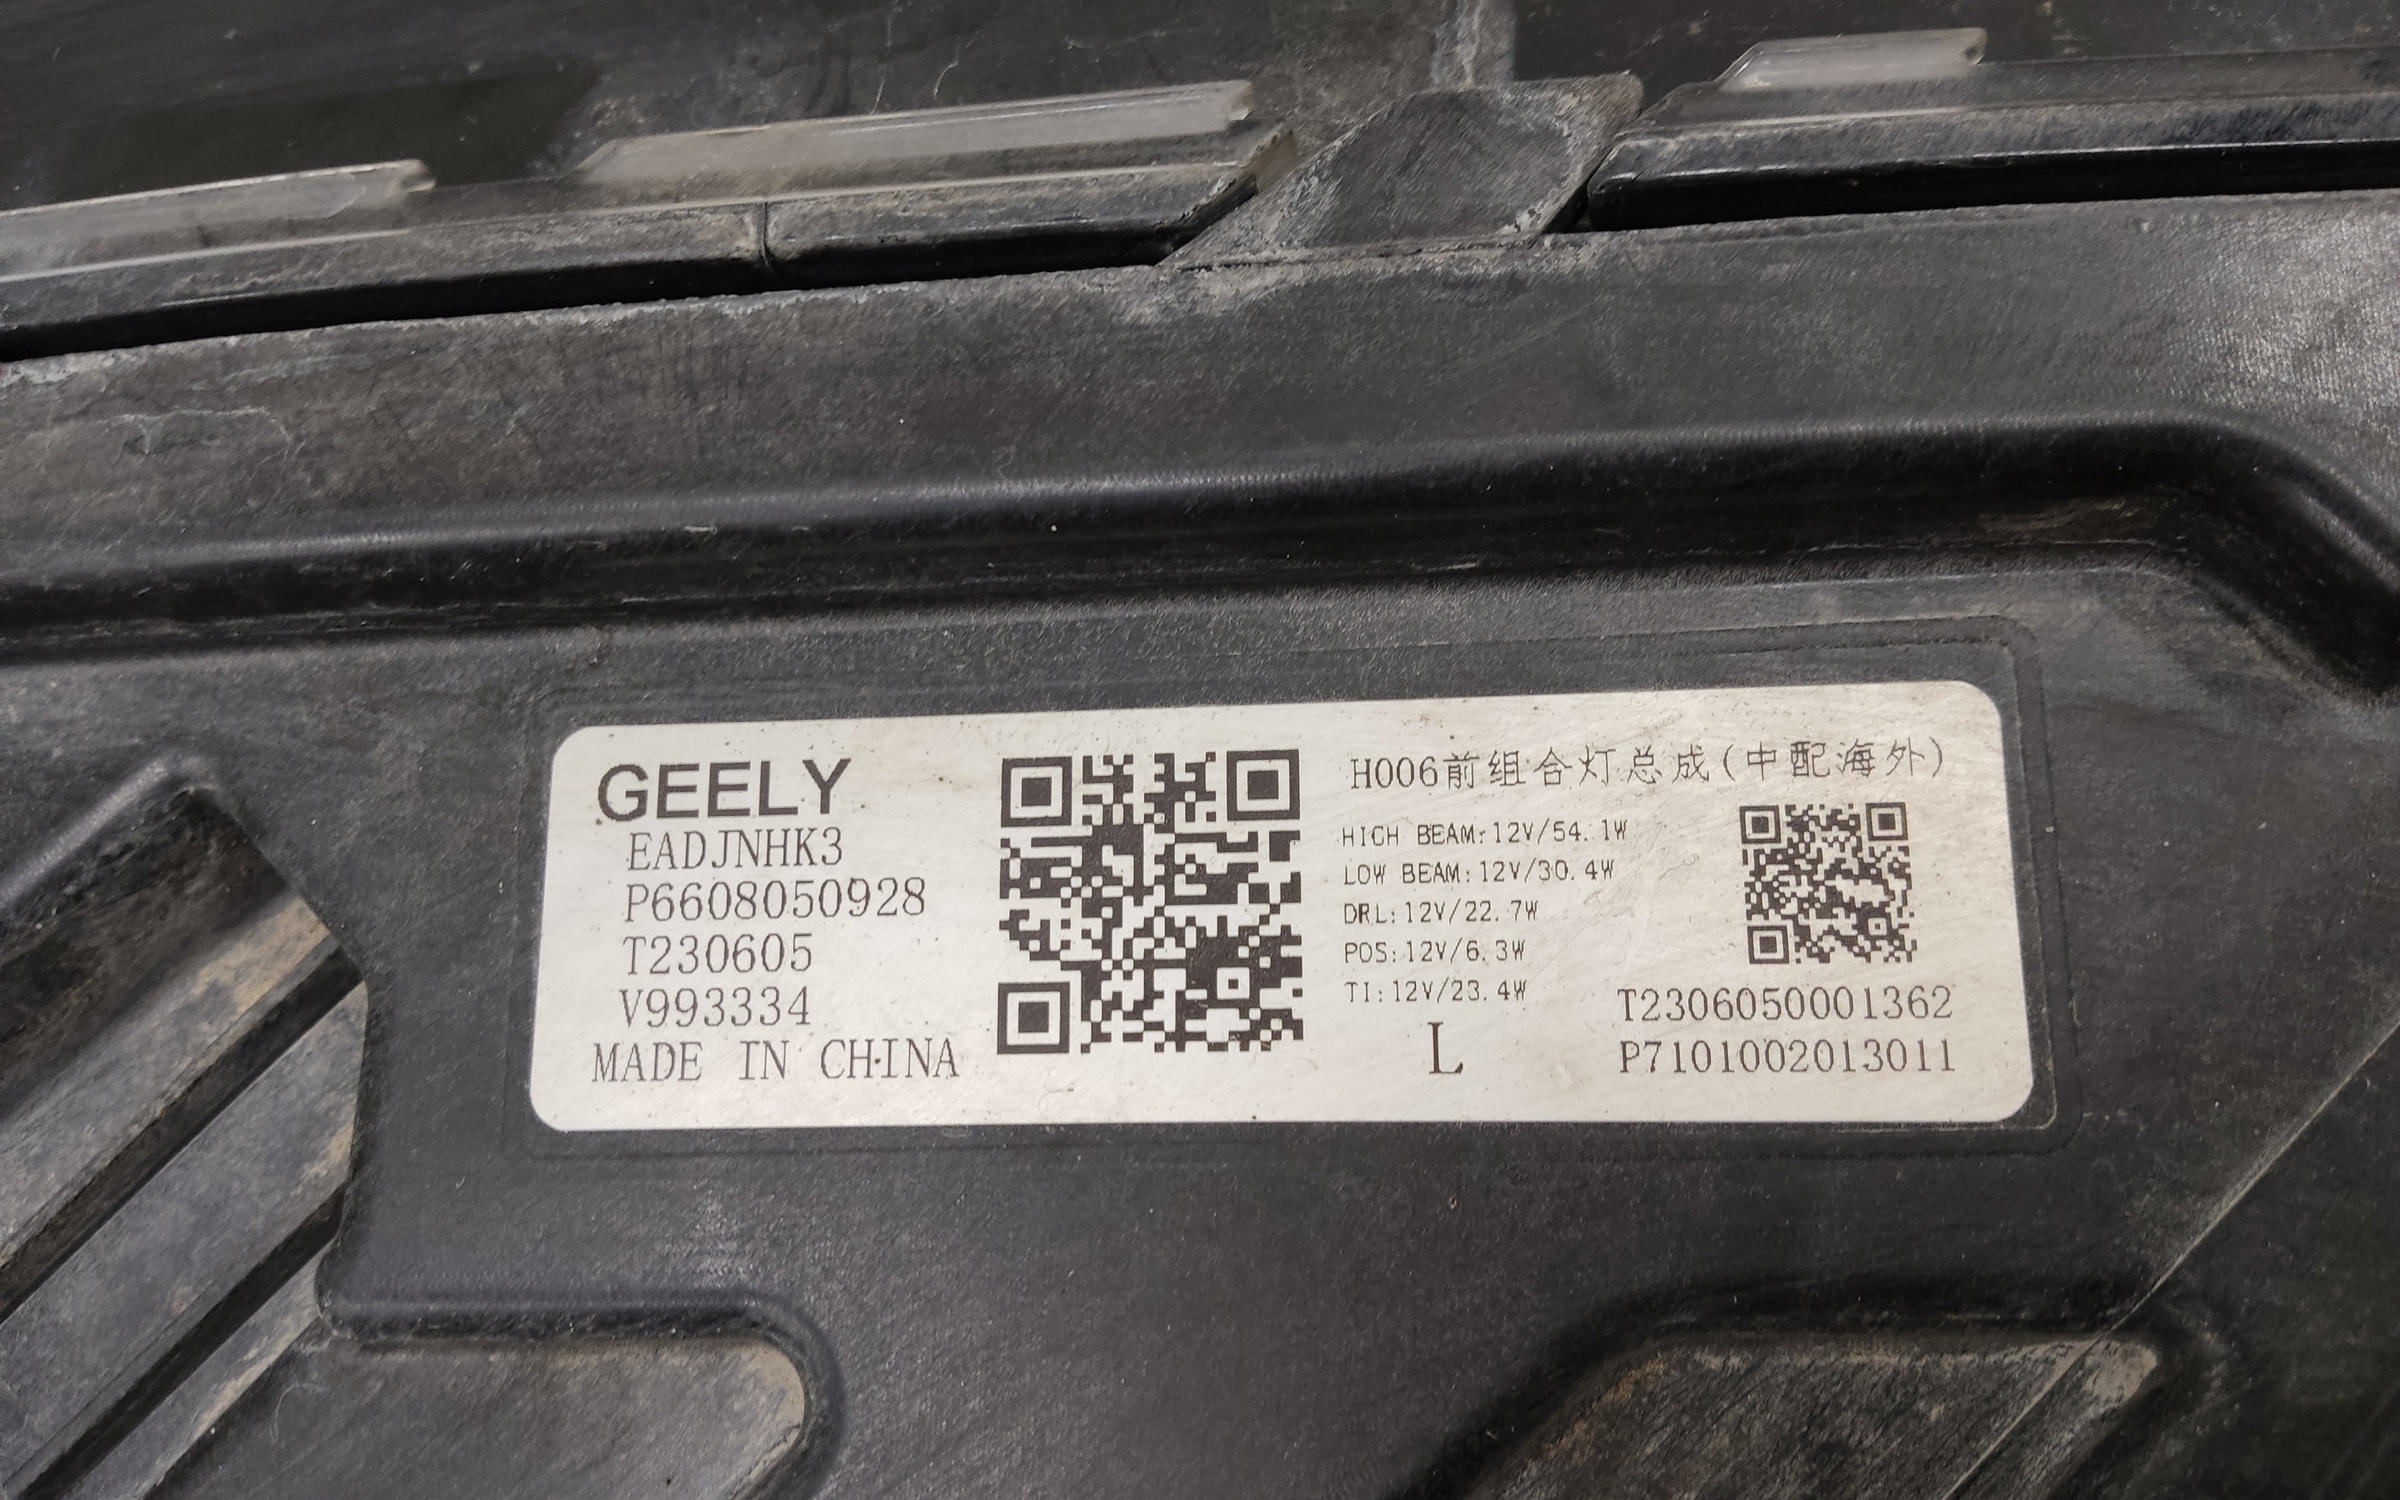 GEELY
EADJNHK3
P6608050928
T230605
V993334
MADE IN CHINA
H006前组合灯总成(中配海外)
HIGH BEAM:12V/54.1W
LOW BEAM:12V/30.4W
DRL:12V/22.7W
POS:12V/6.3W
TI:12V/23.4W
L
T2306050001362
P7101002013011